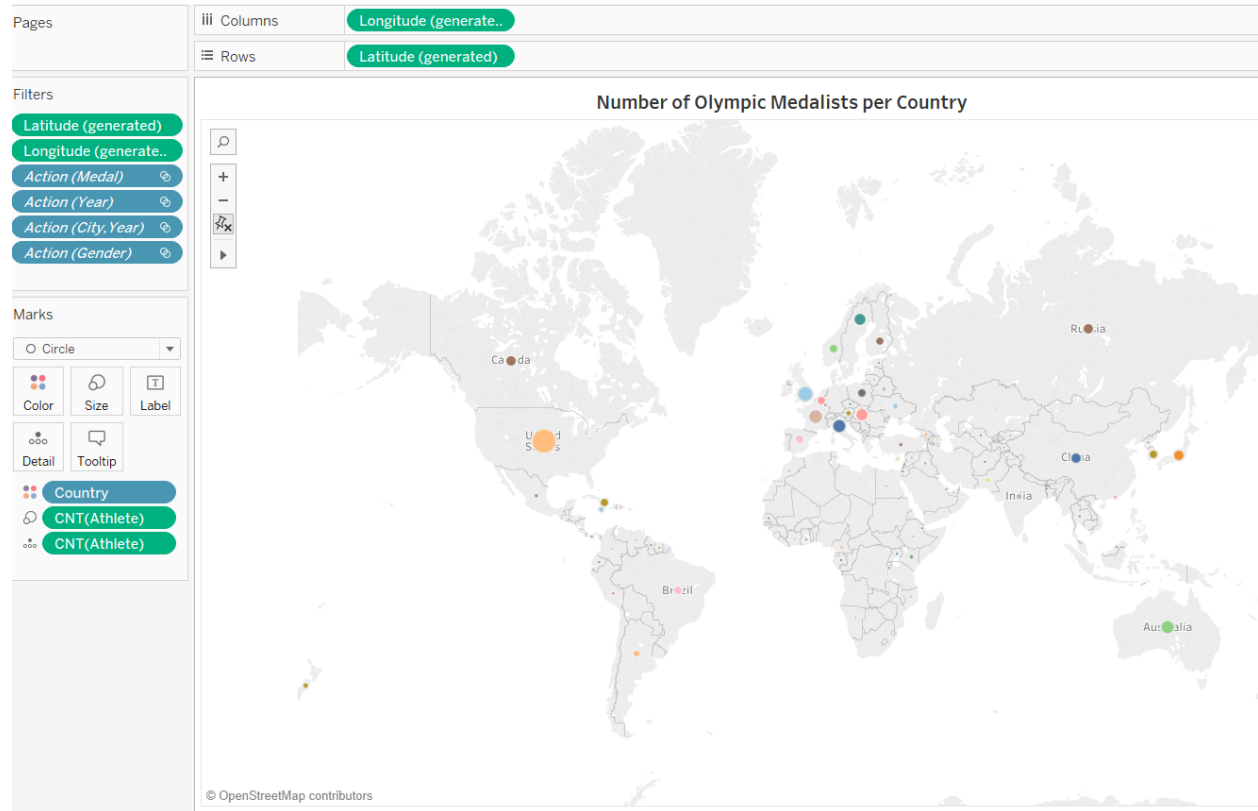 Pages
Columns
Longitude (generate..
Rows
Latitude (generated)
Filters
Latitude (generated)
Longitude (generate..
Action (Medal)
Action (Year)
Action (City,Year)
Action (Gender)
Marks
Circle
Color
Size
T
Label
Detail
Tooltip
Country
CNT(Athlete)
CNT(Athlete)
Number of Olympic Medalists per Country
+
−
Russia
Canada
United
States
China
India
Brazil
Australia
© OpenStreetMap contributors